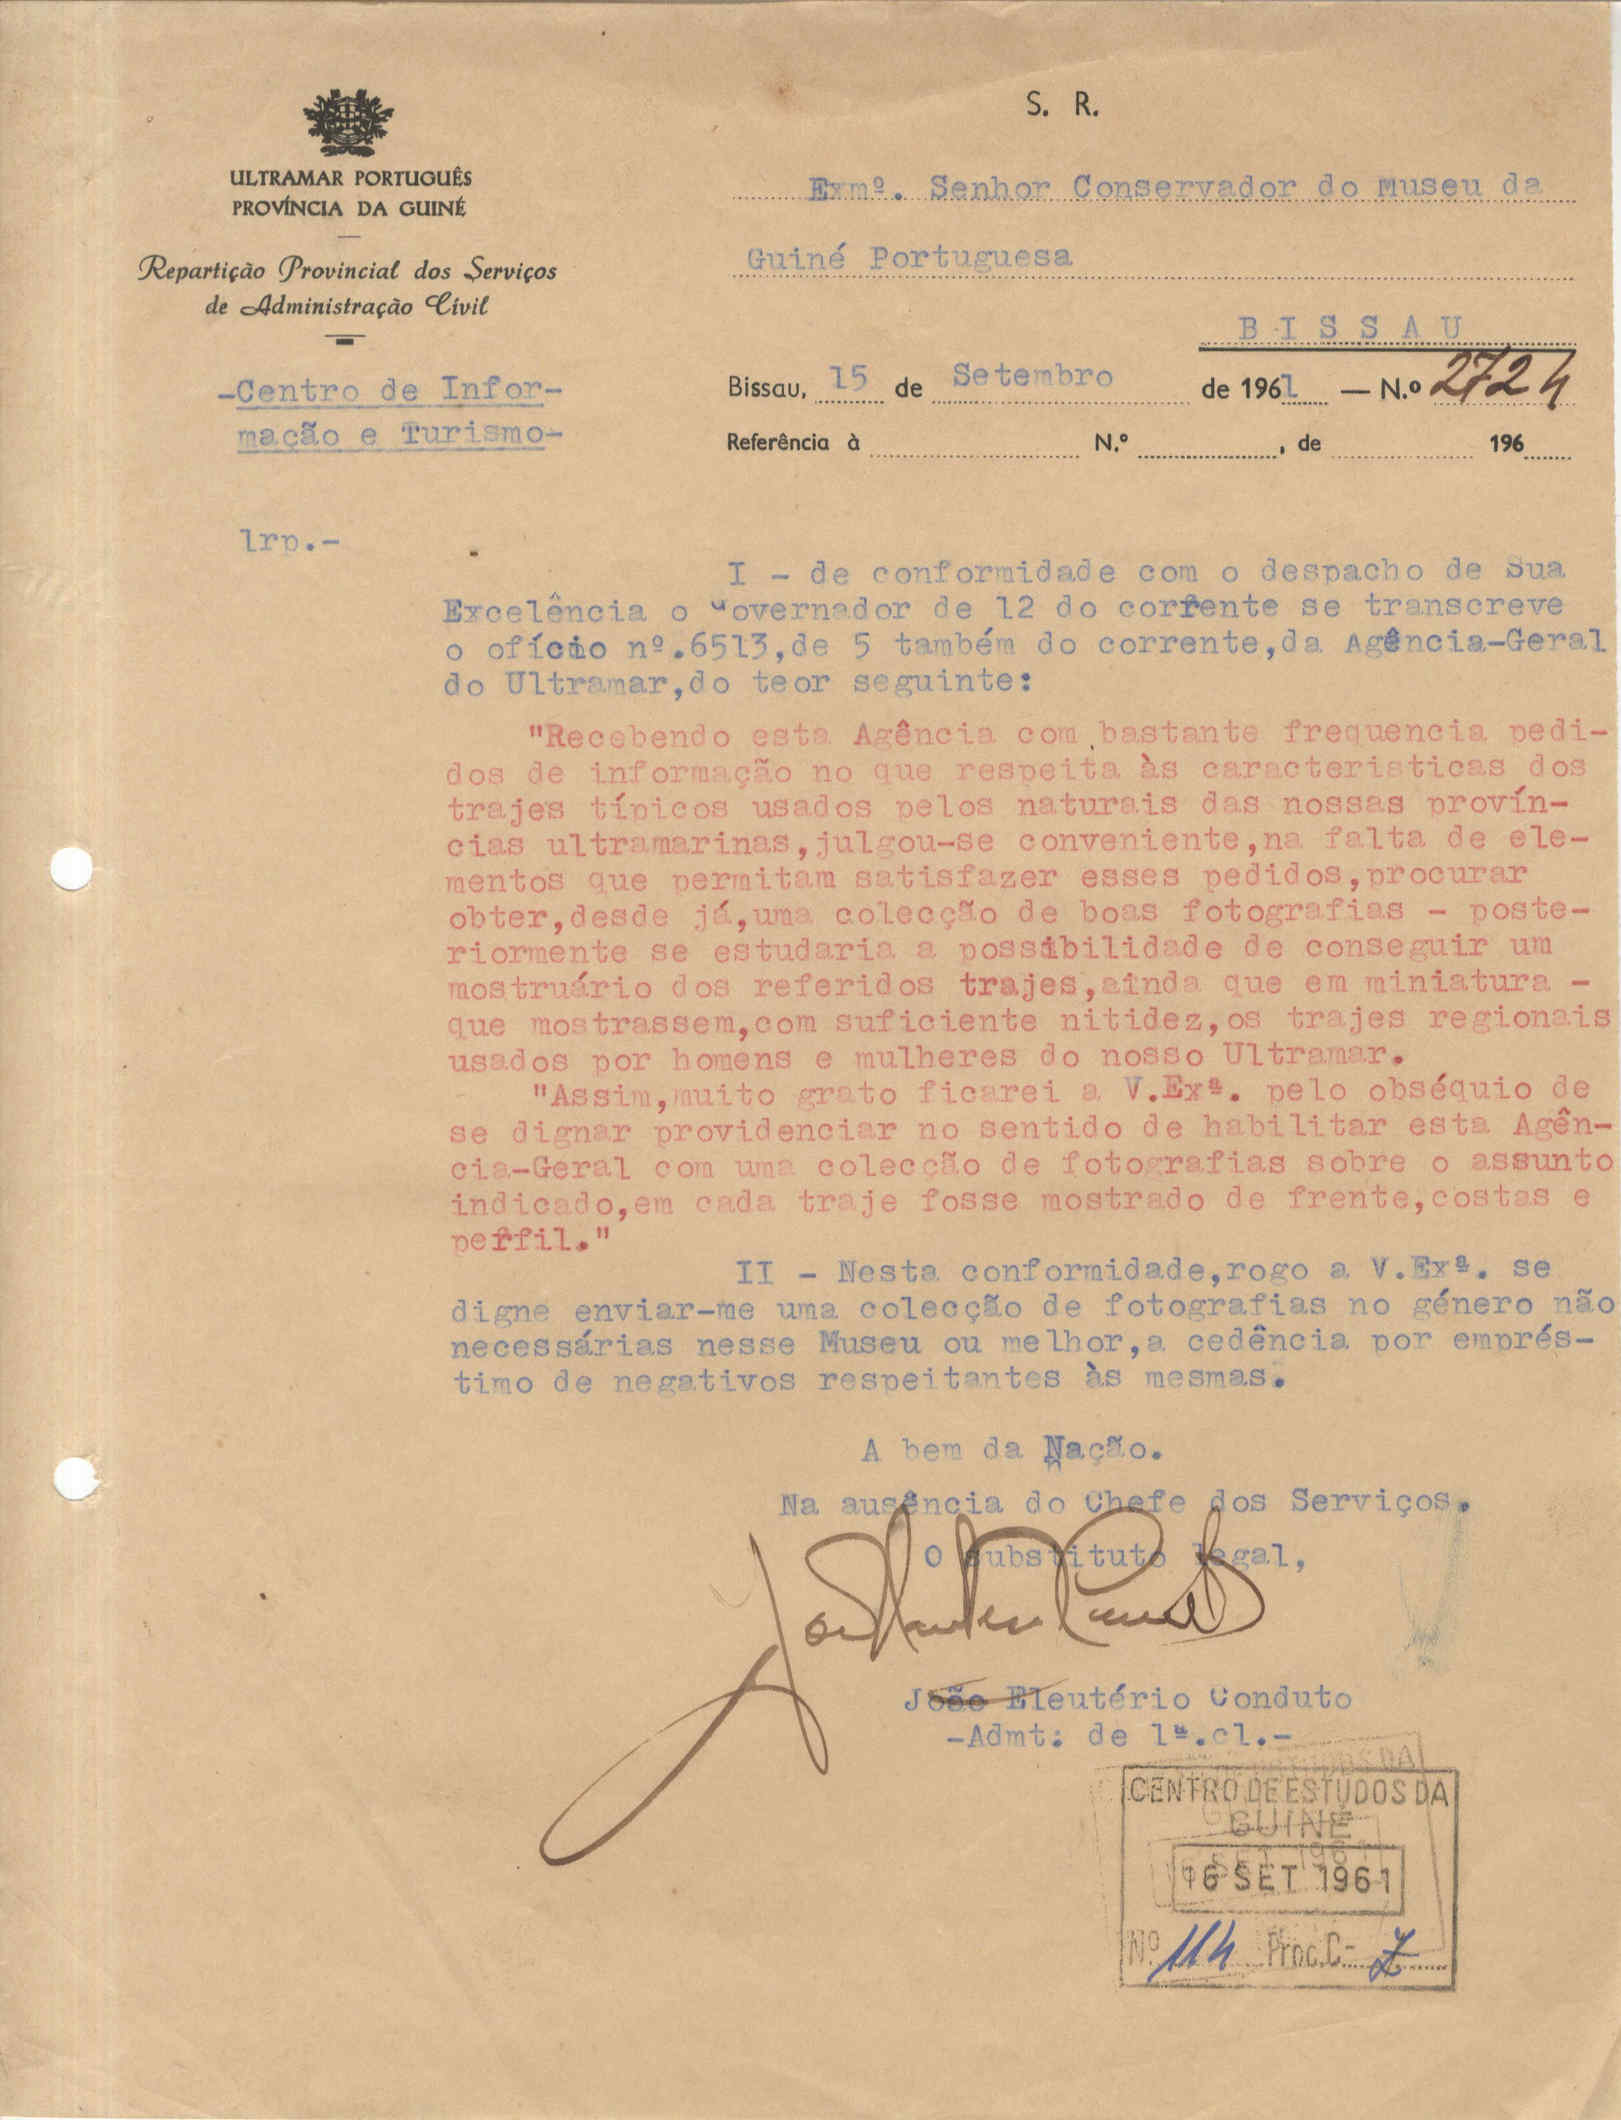 S. R.
ULTRAMAR PORTUGUÊS
PROVÍNCIA DA GUINÉ
Repartição Provincial dos Serviços
de Administração Civil
-Centro de Infor-
mação e Turismo-
Exmº. Senhor Conservador do Museu da
Guiné Portuguesa
B I S S A U
Bissau, 15 de Setembro de 1961 — N.º 2724
Referência à N.º , de 196
lrp.-
I - de conformidade com o despacho de Sua
Excelência o Governador de 12 do corrente se transcreve
o ofício nº.6513,de 5 também do corrente,da Agência-Geral
do Ultramar,do teor seguinte:
"Recebendo esta Agência com bastante frequencia pedi-
dos de informação no que respeita às caracteristicas dos
trajes típicos usados pelos naturais das nossas provín-
cias ultramarinas,julgou-se conveniente,na falta de ele-
mentos que permitam satisfazer esses pedidos,procurar
obter,desde já,uma colecção de boas fotografias - poste-
riormente se estudaria a possibilidade de conseguir um
mostruário dos referidos trajes,ainda que em miniatura -
que mostrassem,com suficiente nitidez,os trajes regionais
usados por homens e mulheres do nosso Ultramar.
"Assim,muito grato ficarei a V.Exª. pelo obséquio de
se dignar providenciar no sentido de habilitar esta Agên-
cia-Geral com uma colecção de fotografias sobre o assunto
indicado,em cada traje fosse mostrado de frente,costas e
perfil."
II - Nesta conformidade,rogo a V.Exª. se
digne enviar-me uma colecção de fotografias no género não
necessárias nesse Museu ou melhor,a cedência por emprés-
timo de negativos respeitantes às mesmas.
A bem da Nação.
Na ausência do Chefe dos Serviços.
O substituto legal,
João Eleutério Conduto
-Admt: de 1ª.cl.-
CENTRO DE ESTUDOS DA
GUINÉ
16 SET 1961
Nº 114 Proc.C- Z